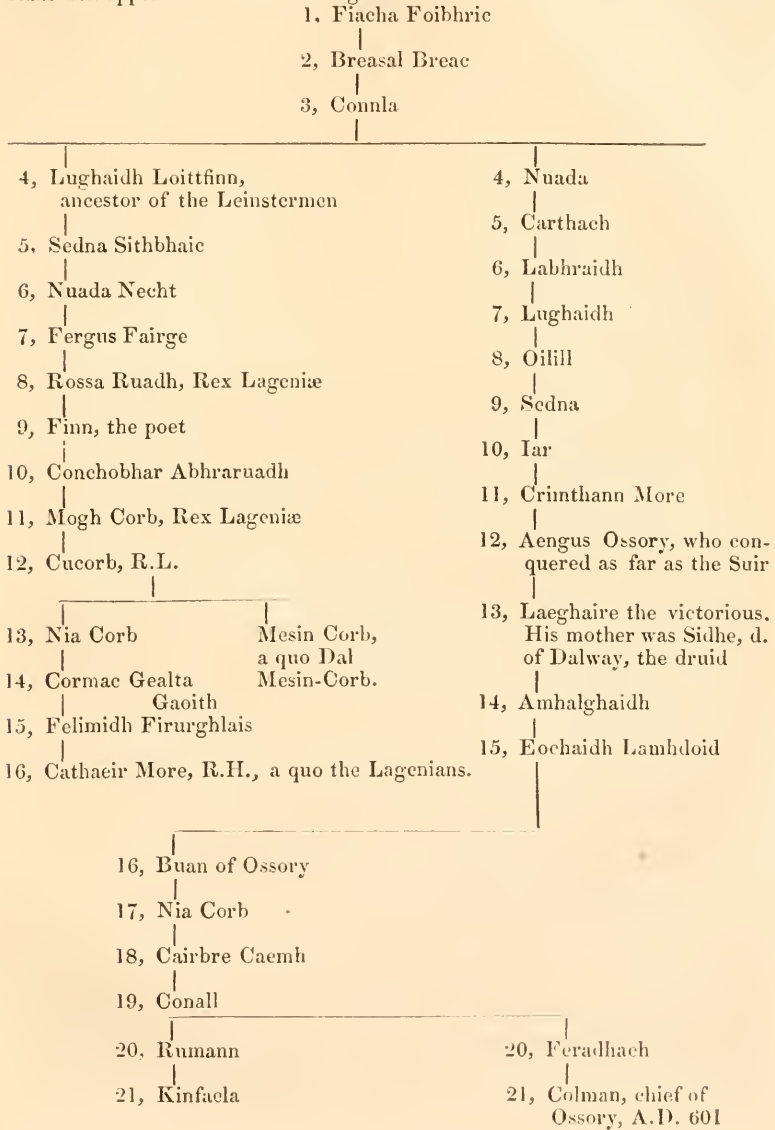 1, Fiacha Foibhric
2, Breasal Breac
3, Connla
4, Lughaidh Loittfinn,
ancestor of the Leinstermen
5, Sedna Sithbhaic
6, Nuada Necht
7, Fergus Fairge
8, Rossa Ruadh, Rex Lageniæ
9, Finn, the poet
10, Conchobhar Abhraruadh
11, Mogh Corb, Rex Lageniæ
12, Cucorb, R.L.
13, Nia Corb
14, Cormac Gealta
Gaoith
15, Felimidh Firurghlais
16, Cathaeir More, R.H., a quo the Lagenians.
Mesin Corb,
a quo Dal
Mesin-Corb.
4, Nuada
5, Carthach
6, Labhraidh
7, Lughaidh
8, Oilill
9, Sedna
10, Iar
11, Crimthann More
12, Aengus Ossory, who con-
quered as far as the Suir
13, Laeghaire the victorious.
His mother was Sidhe, d.
of Dalway, the druid
14, Amhalghaidh
15, Eochaidh Lamhdoid
16, Buan of Ossory
17, Nia Corb
18, Cairbre Caemh
19, Conall
20, Rumann
21, Kinfaela
20, Feradhach
21, Colman, chief of
Ossory, A.D. 601